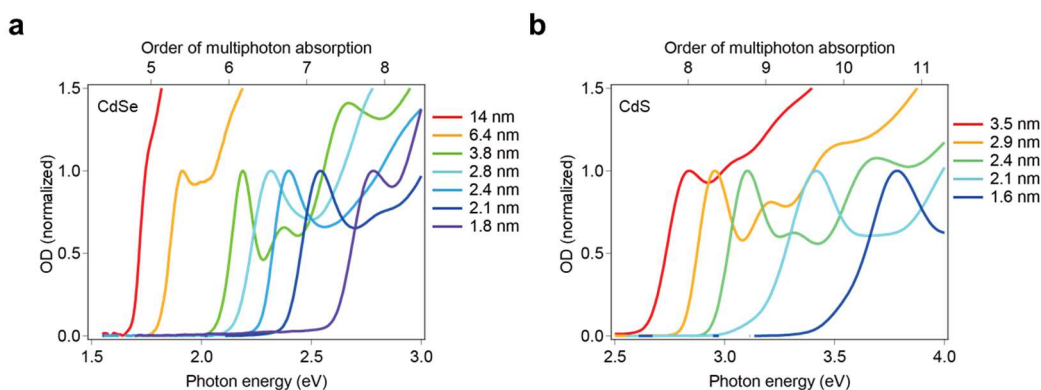 a
Order of multiphoton absorption
5 6 7 8
1.5
1.0
0.5
0.0
OD (normalized)
CdSe
1.5 2.0 2.5 3.0
Photon energy (eV)
14 nm
6.4 nm
3.8 nm
2.8 nm
2.4 nm
2.1 nm
1.8 nm
b
Order of multiphoton absorption
8 9 10 11
1.5
1.0
0.5
0.0
OD (normalized)
CdS
2.5 3.0 3.5 4.0
Photon energy (eV)
3.5 nm
2.9 nm
2.4 nm
2.1 nm
1.6 nm